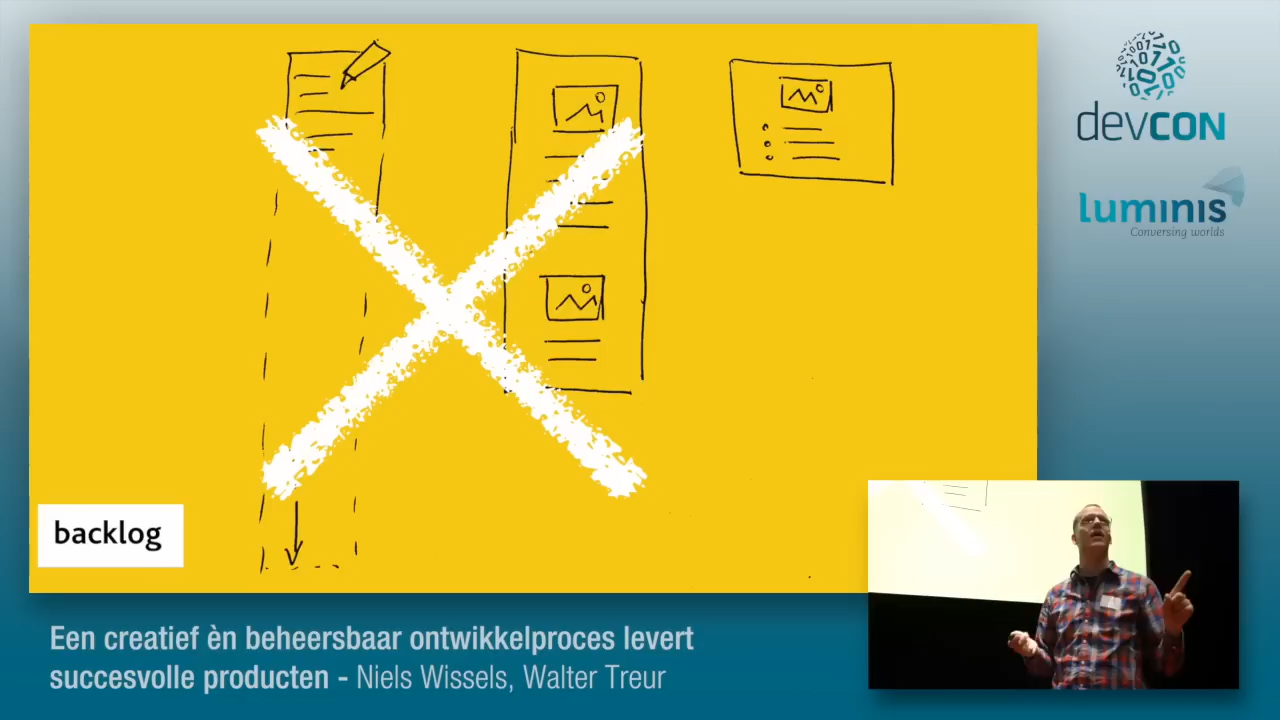 devcon
luminis
Conversing worlds
backlog
Een creatief èn beheersbaar ontwikkelproces levert
succesvolle producten - Niels Wissels, Walter Treur